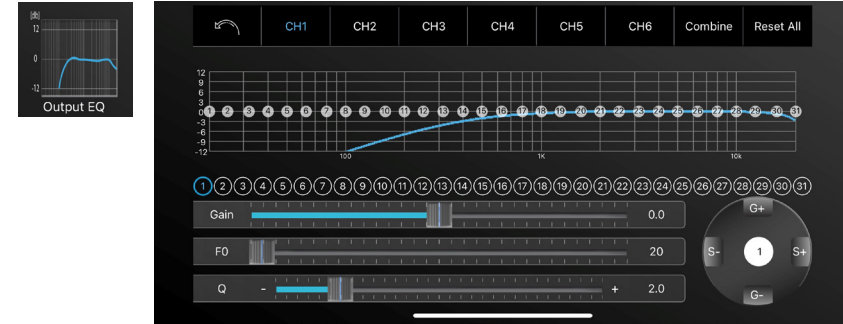 [db]
12
0
-12
Output EQ
CH1 CH2 CH3 CH4 CH5 CH6 Combine Reset All
12
9
6
3
0
-3
-6
-9
-12
1 2 3 4 5 6 7 8 9 10 11 12 13 14 15 16 17 18 19 20 21 22 23 24 25 26 27 28 29 30 31
100 1K 10k
1 2 3 4 5 6 7 8 9 10 11 12 13 14 15 16 17 18 19 20 21 22 23 24 25 26 27 28 29 30 31
Gain 0.0
F0 20
Q - + 2.0
G+
S- 1 S+
G-